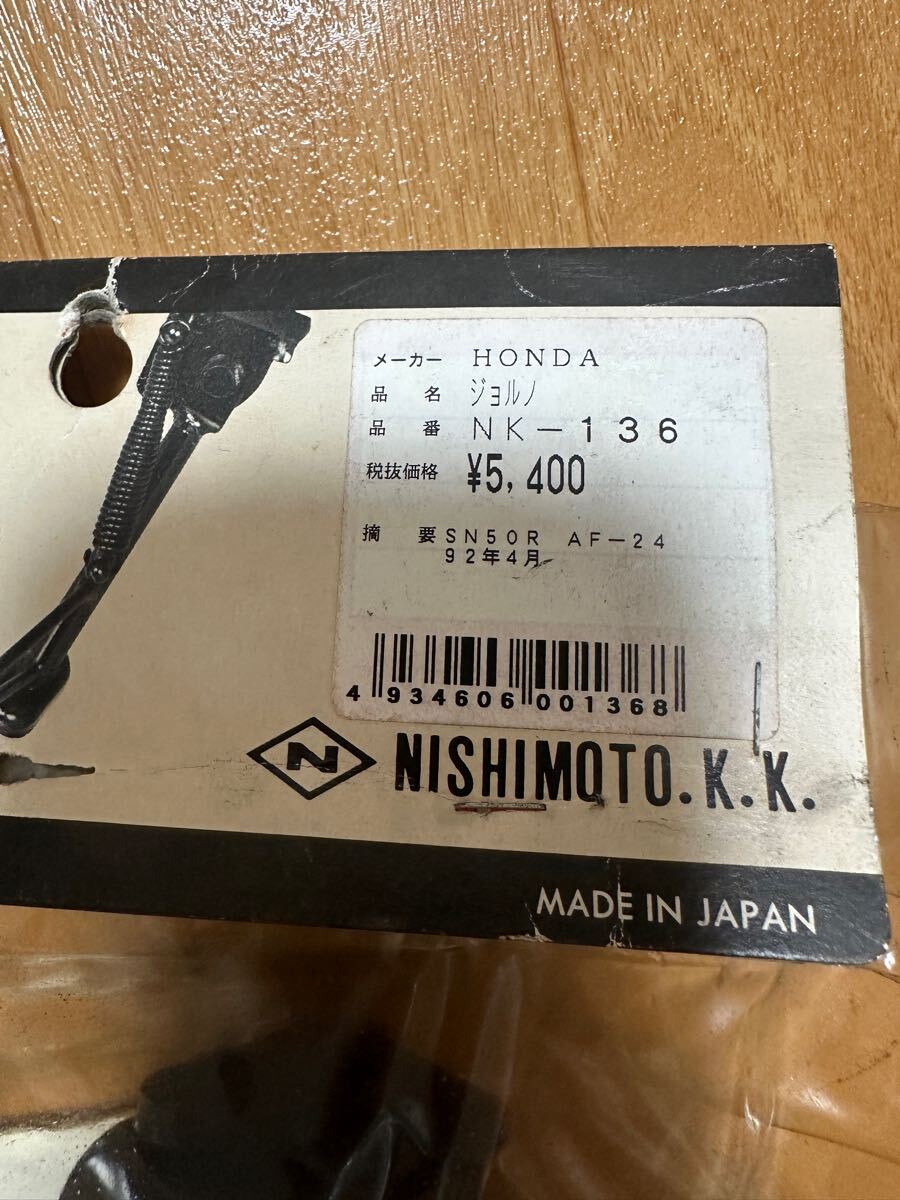 メーカー HONDA
品名 ジョルノ
品番 NK-136
税抜価格 ¥5,400
摘要 SN50R AF-24
92年4月
4 934606 001368
N NISHIMOTO.K.K.
MADE IN JAPAN